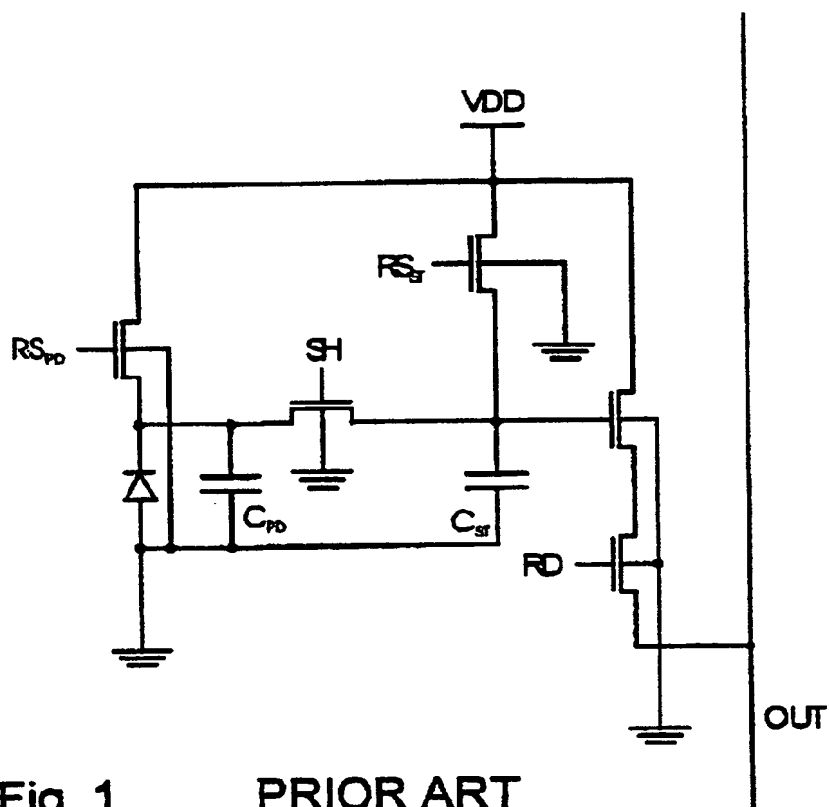 VDD
RS_ST
RS_PD
SH
C_PD
C_ST
RD
OUT
Fig. 1 PRIOR ART